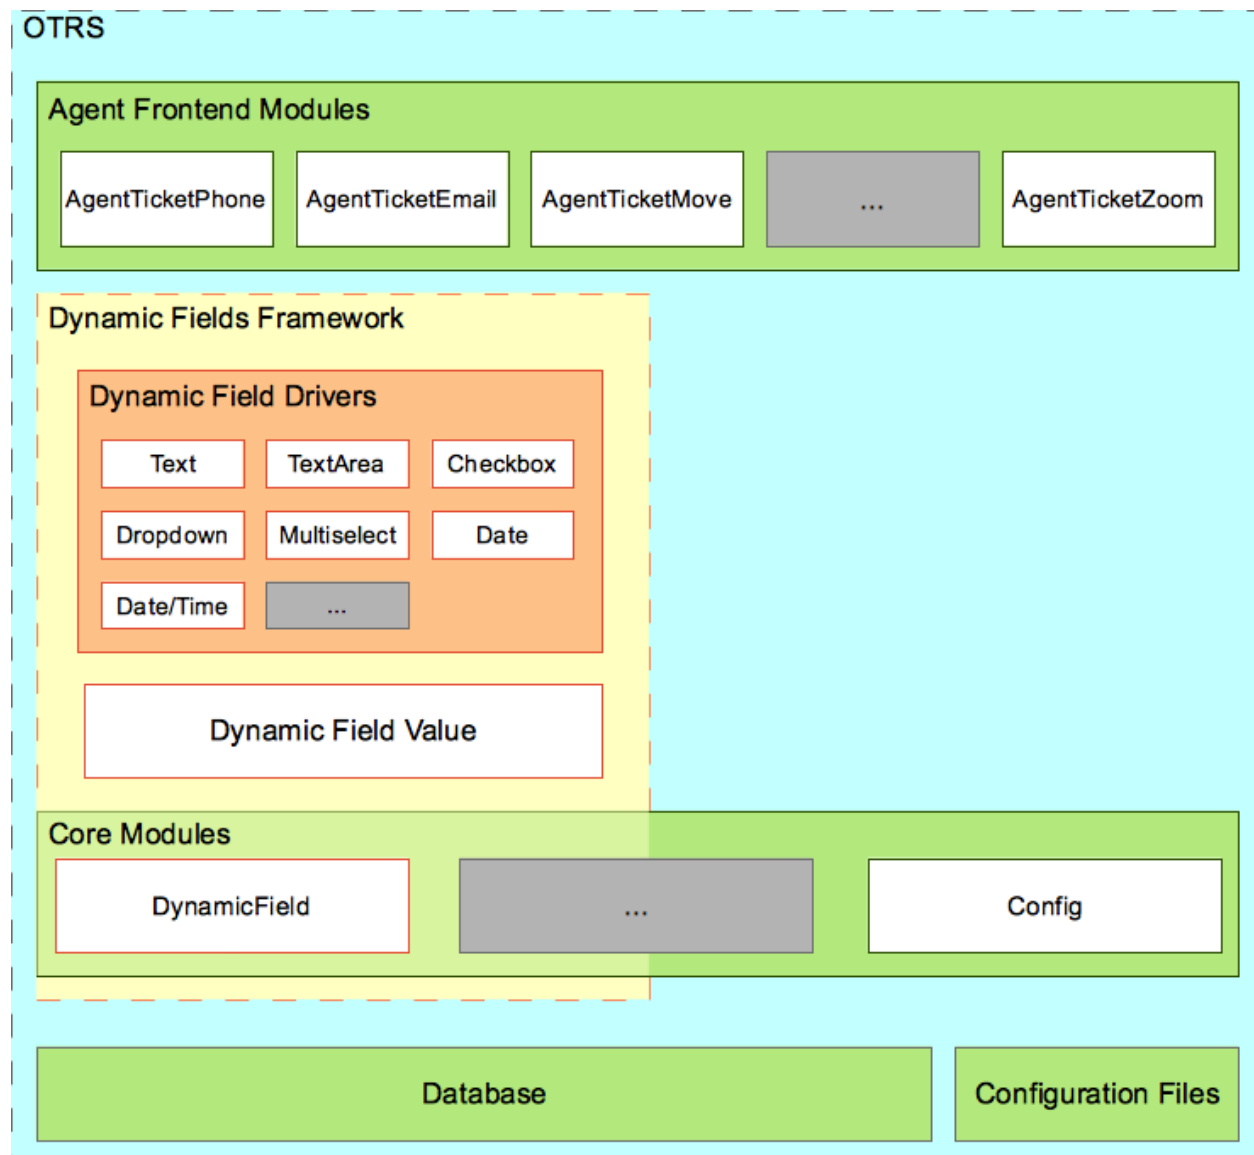 OTRS
Agent Frontend Modules
AgentTicketPhone
AgentTicketEmail
AgentTicketMove
...
AgentTicketZoom
Dynamic Fields Framework
Dynamic Field Drivers
Text
TextArea
Checkbox
Dropdown
Multiselect
Date
Date/Time
...
Dynamic Field Value
Core Modules
DynamicField
...
Config
Database
Configuration Files